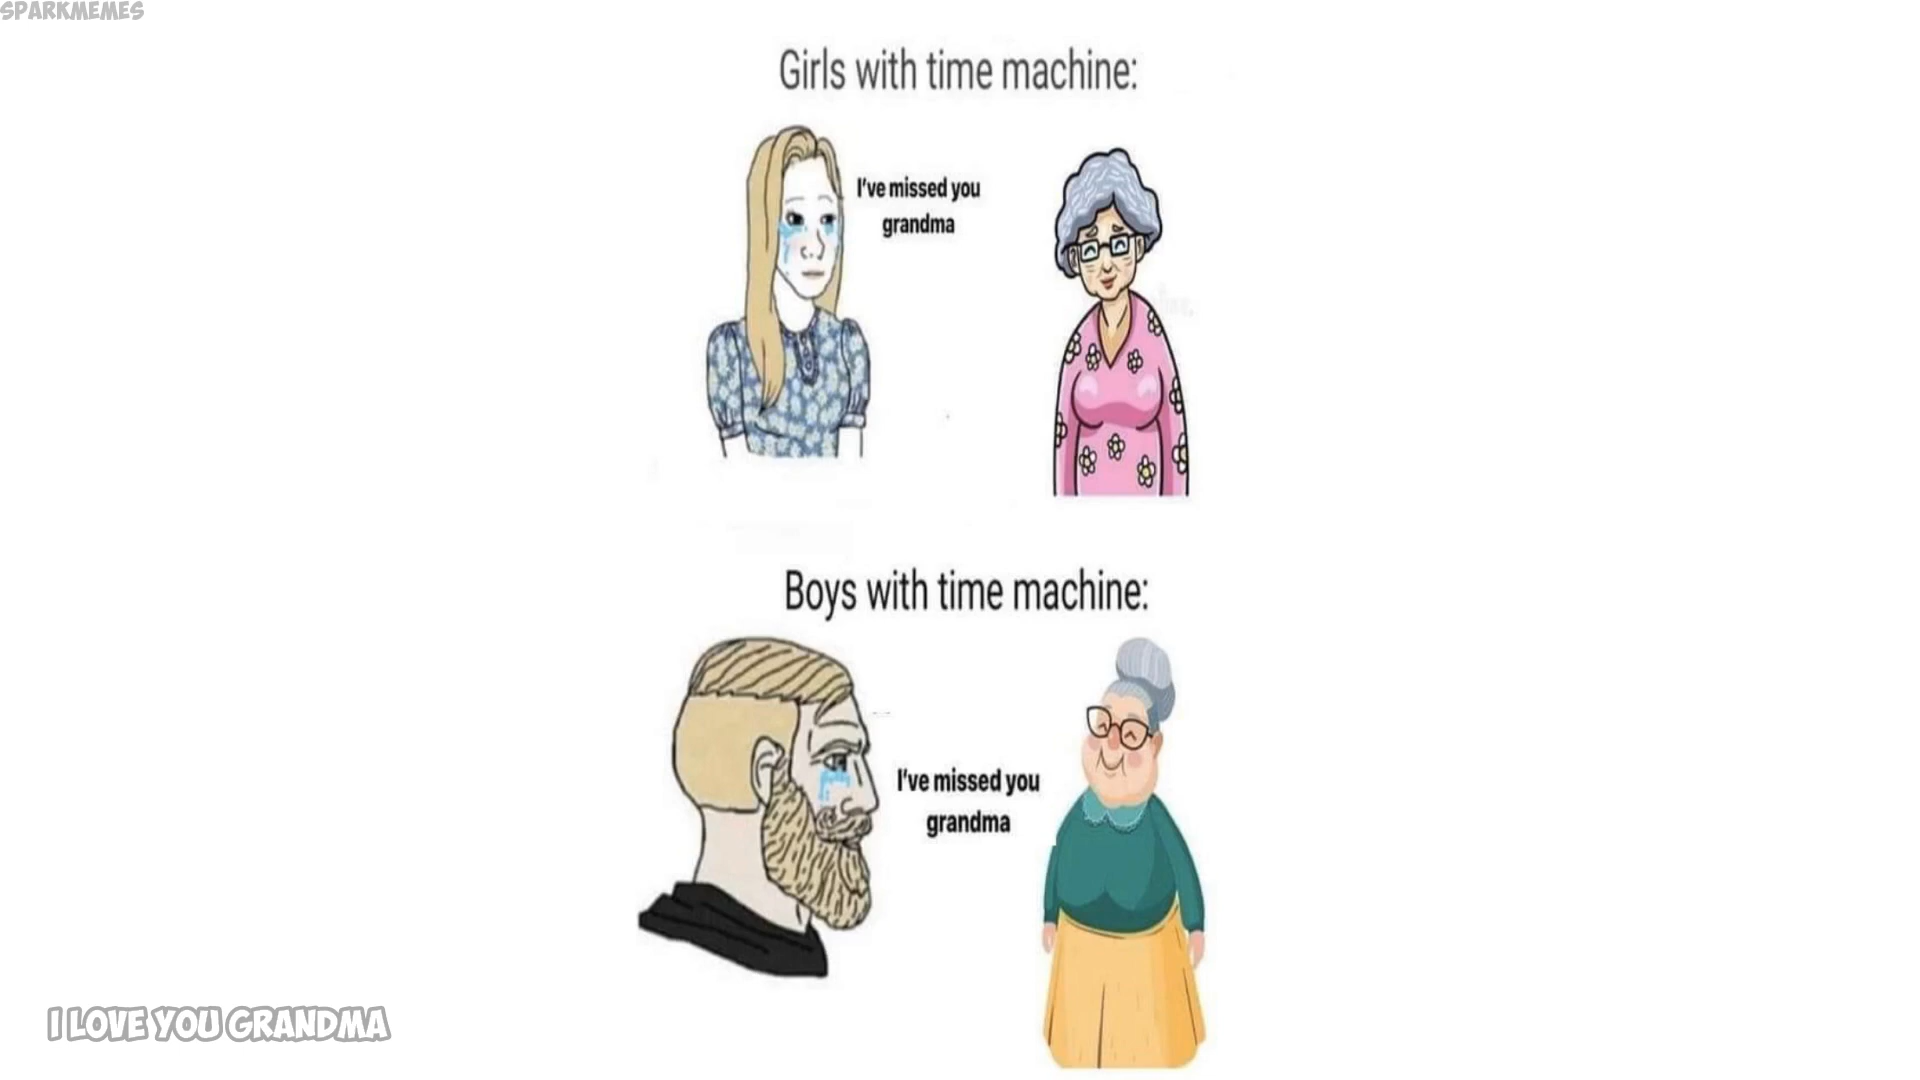 SPARKMEMES
Girls with time machine:
I've missed you
grandma
Boys with time machine:
I've missed you
grandma
I LOVE YOU GRANDMA